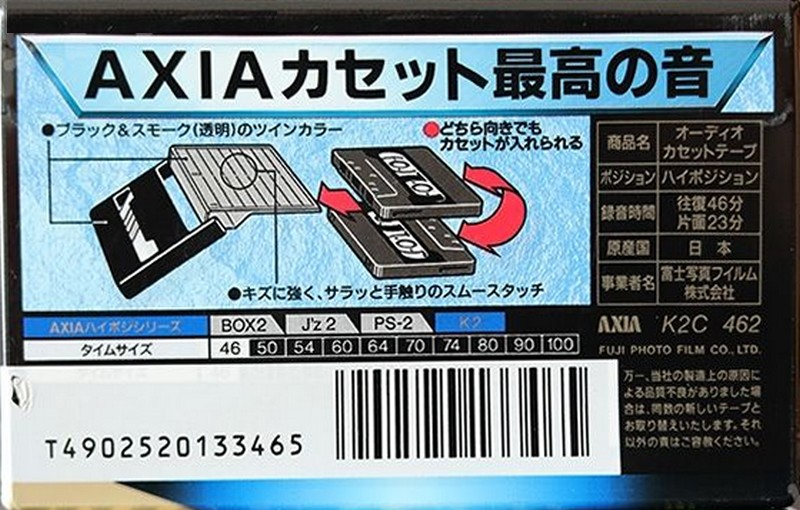 AXIAカセット最高の音
●ブラック&スモーク(透明)のツインカラー
●どちら向きでも
カセットが入れられる
●キズに強く、サラッと手触りのスムースタッチ
商品名 オーディオ
カセットテープ
ポジション ハイポジション
録音時間 往復46分
片面23分
原産国 日本
事業者名 富士写真フイルム
株式会社
AXIAハイポジシリーズ BOX2 J'z 2 PS-2 K2
タイムサイズ 46 50 54 60 64 70 74 80 90 100
AXIA K2C 462
FUJI PHOTO FILM CO., LTD.
万一、当社の製造上の原因に
よる品質不良がありました場
合は、同数の新しいテープと
お取り替えいたします。それ
以外の責はご容赦ください。
T4902520133465